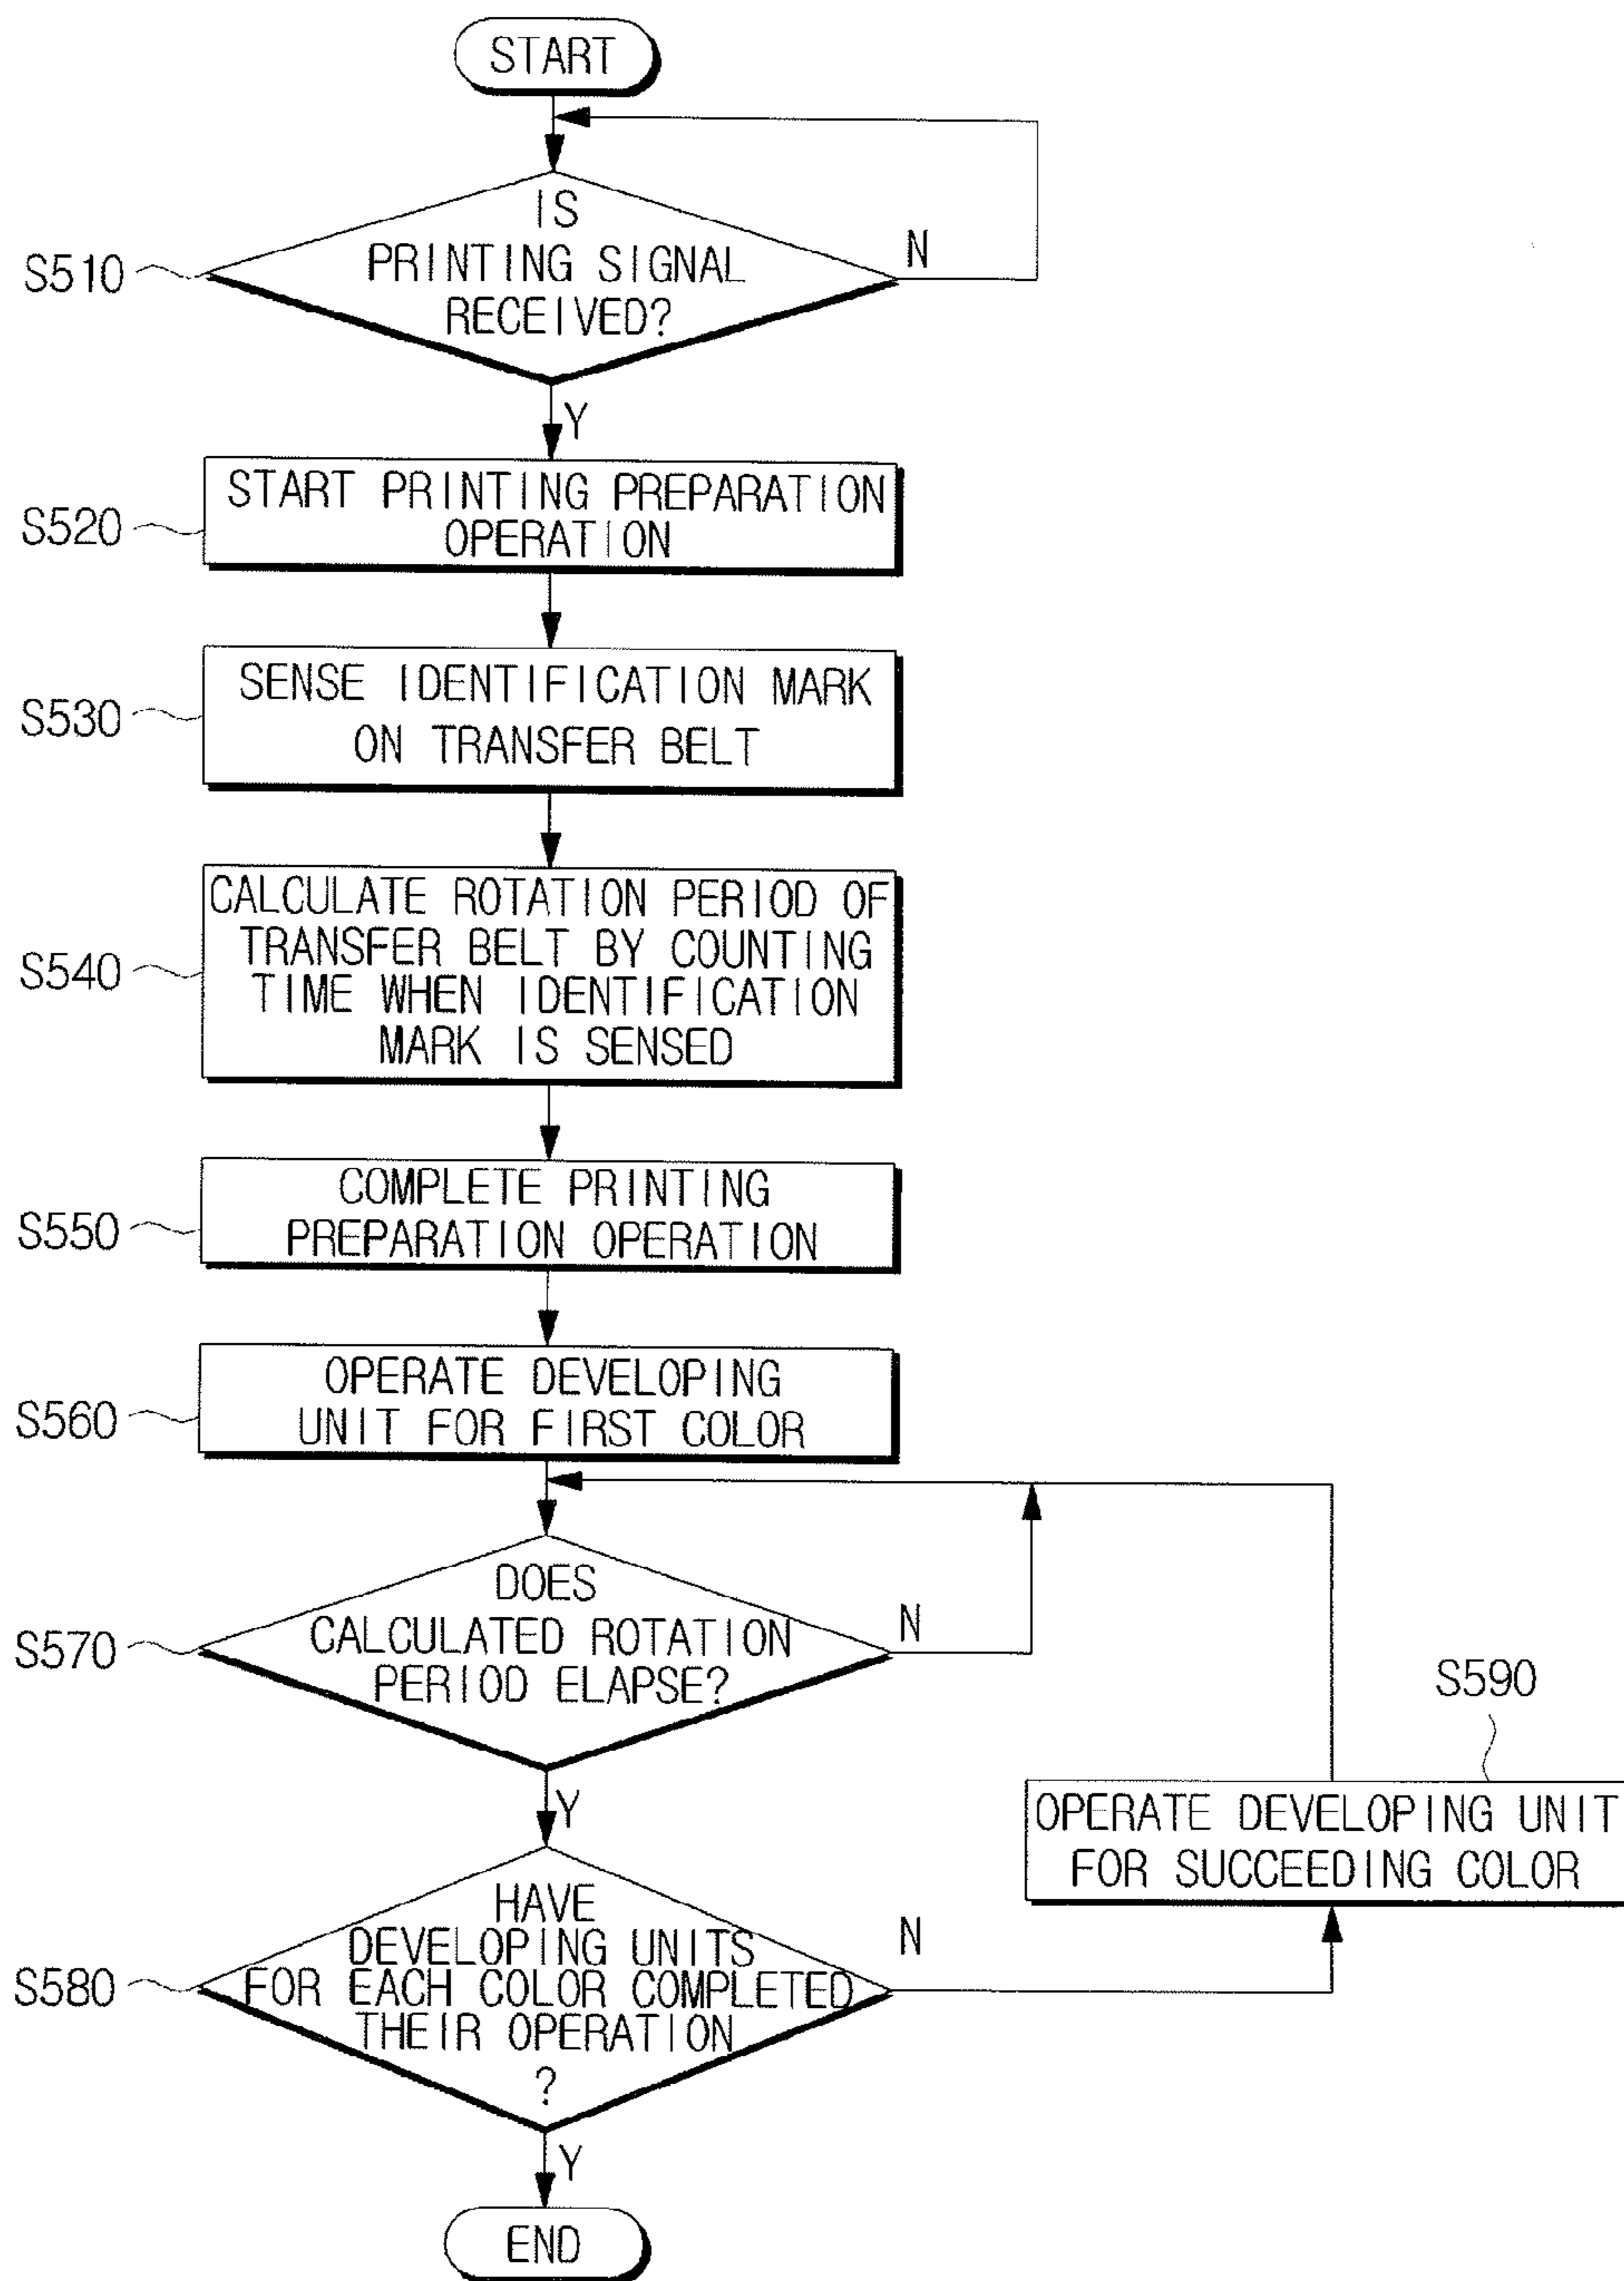 START
IS
PRINTING SIGNAL
RECEIVED?
S510
N
Y
START PRINTING PREPARATION
OPERATION
S520
SENSE IDENTIFICATION MARK
ON TRANSFER BELT
S530
CALCULATE ROTATION PERIOD OF
TRANSFER BELT BY COUNTING
TIME WHEN IDENTIFICATION
MARK IS SENSED
S540
COMPLETE PRINTING
PREPARATION OPERATION
S550
OPERATE DEVELOPING
UNIT FOR FIRST COLOR
S560
DOES
CALCULATED ROTATION
PERIOD ELAPSE?
S570
N
Y
S590
OPERATE DEVELOPING UNIT
FOR SUCCEEDING COLOR
HAVE
DEVELOPING UNITS
FOR EACH COLOR COMPLETED
THEIR OPERATION
?
S580
N
Y
END